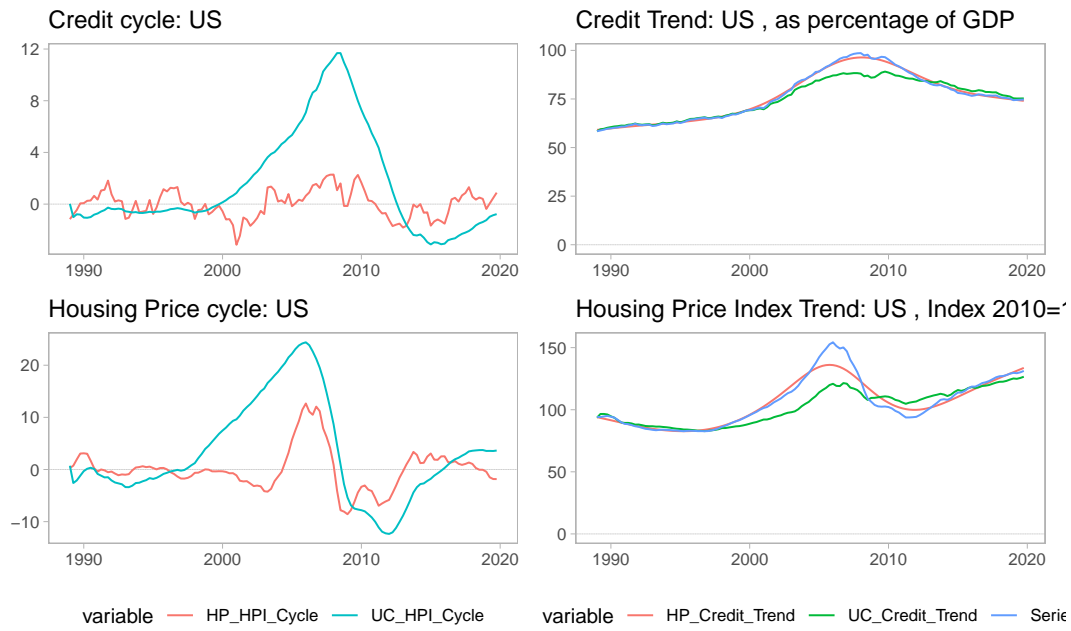 Credit cycle: US
12
8
4
0
1990 2000 2010 2020
Credit Trend: US , as percentage of GDP
100
75
50
25
0
1990 2000 2010 2020
Housing Price cycle: US
20
10
0
−10
1990 2000 2010 2020
Housing Price Index Trend: US , Index 2010=1
150
100
50
0
1990 2000 2010 2020
variable HP_HPI_Cycle UC_HPI_Cycle
variable HP_Credit_Trend UC_Credit_Trend Serie